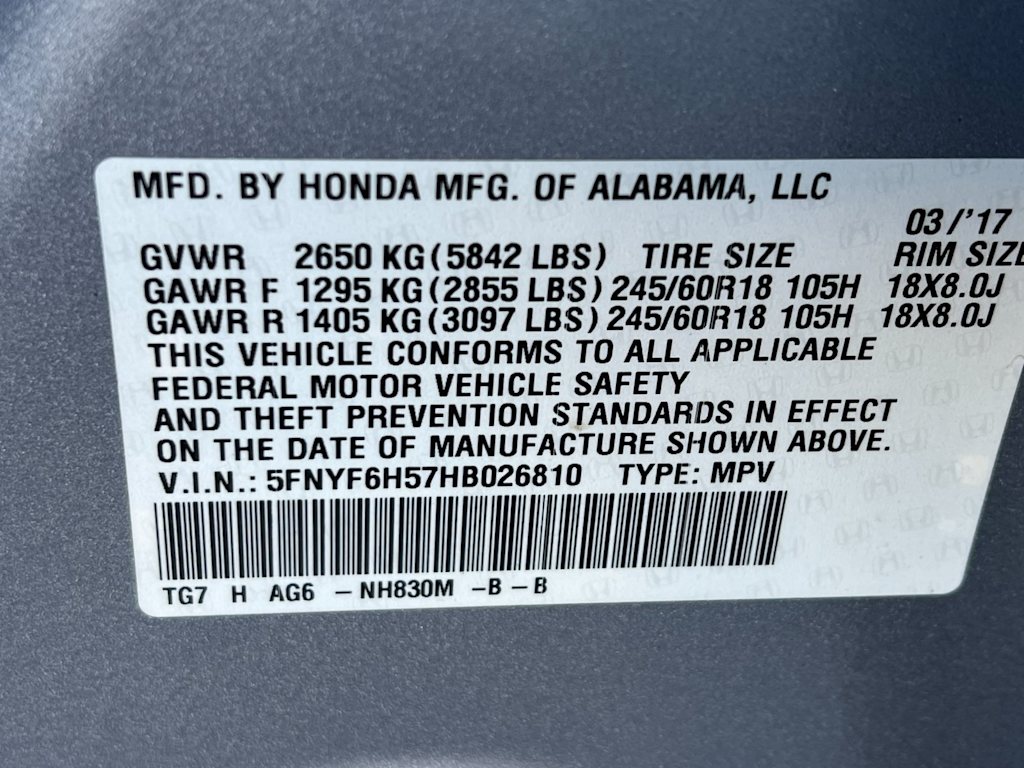 MFD. BY HONDA MFG. OF ALABAMA, LLC
03/'17
GVWR 2650 KG (5842 LBS) TIRE SIZE RIM SIZE
GAWR F 1295 KG (2855 LBS) 245/60R18 105H 18X8.0J
GAWR R 1405 KG (3097 LBS) 245/60R18 105H 18X8.0J
THIS VEHICLE CONFORMS TO ALL APPLICABLE
FEDERAL MOTOR VEHICLE SAFETY
AND THEFT PREVENTION STANDARDS IN EFFECT
ON THE DATE OF MANUFACTURE SHOWN ABOVE.
V.I.N.: 5FNYF6H57HB026810 TYPE: MPV
TG7 H AG6 – NH830M –B – B